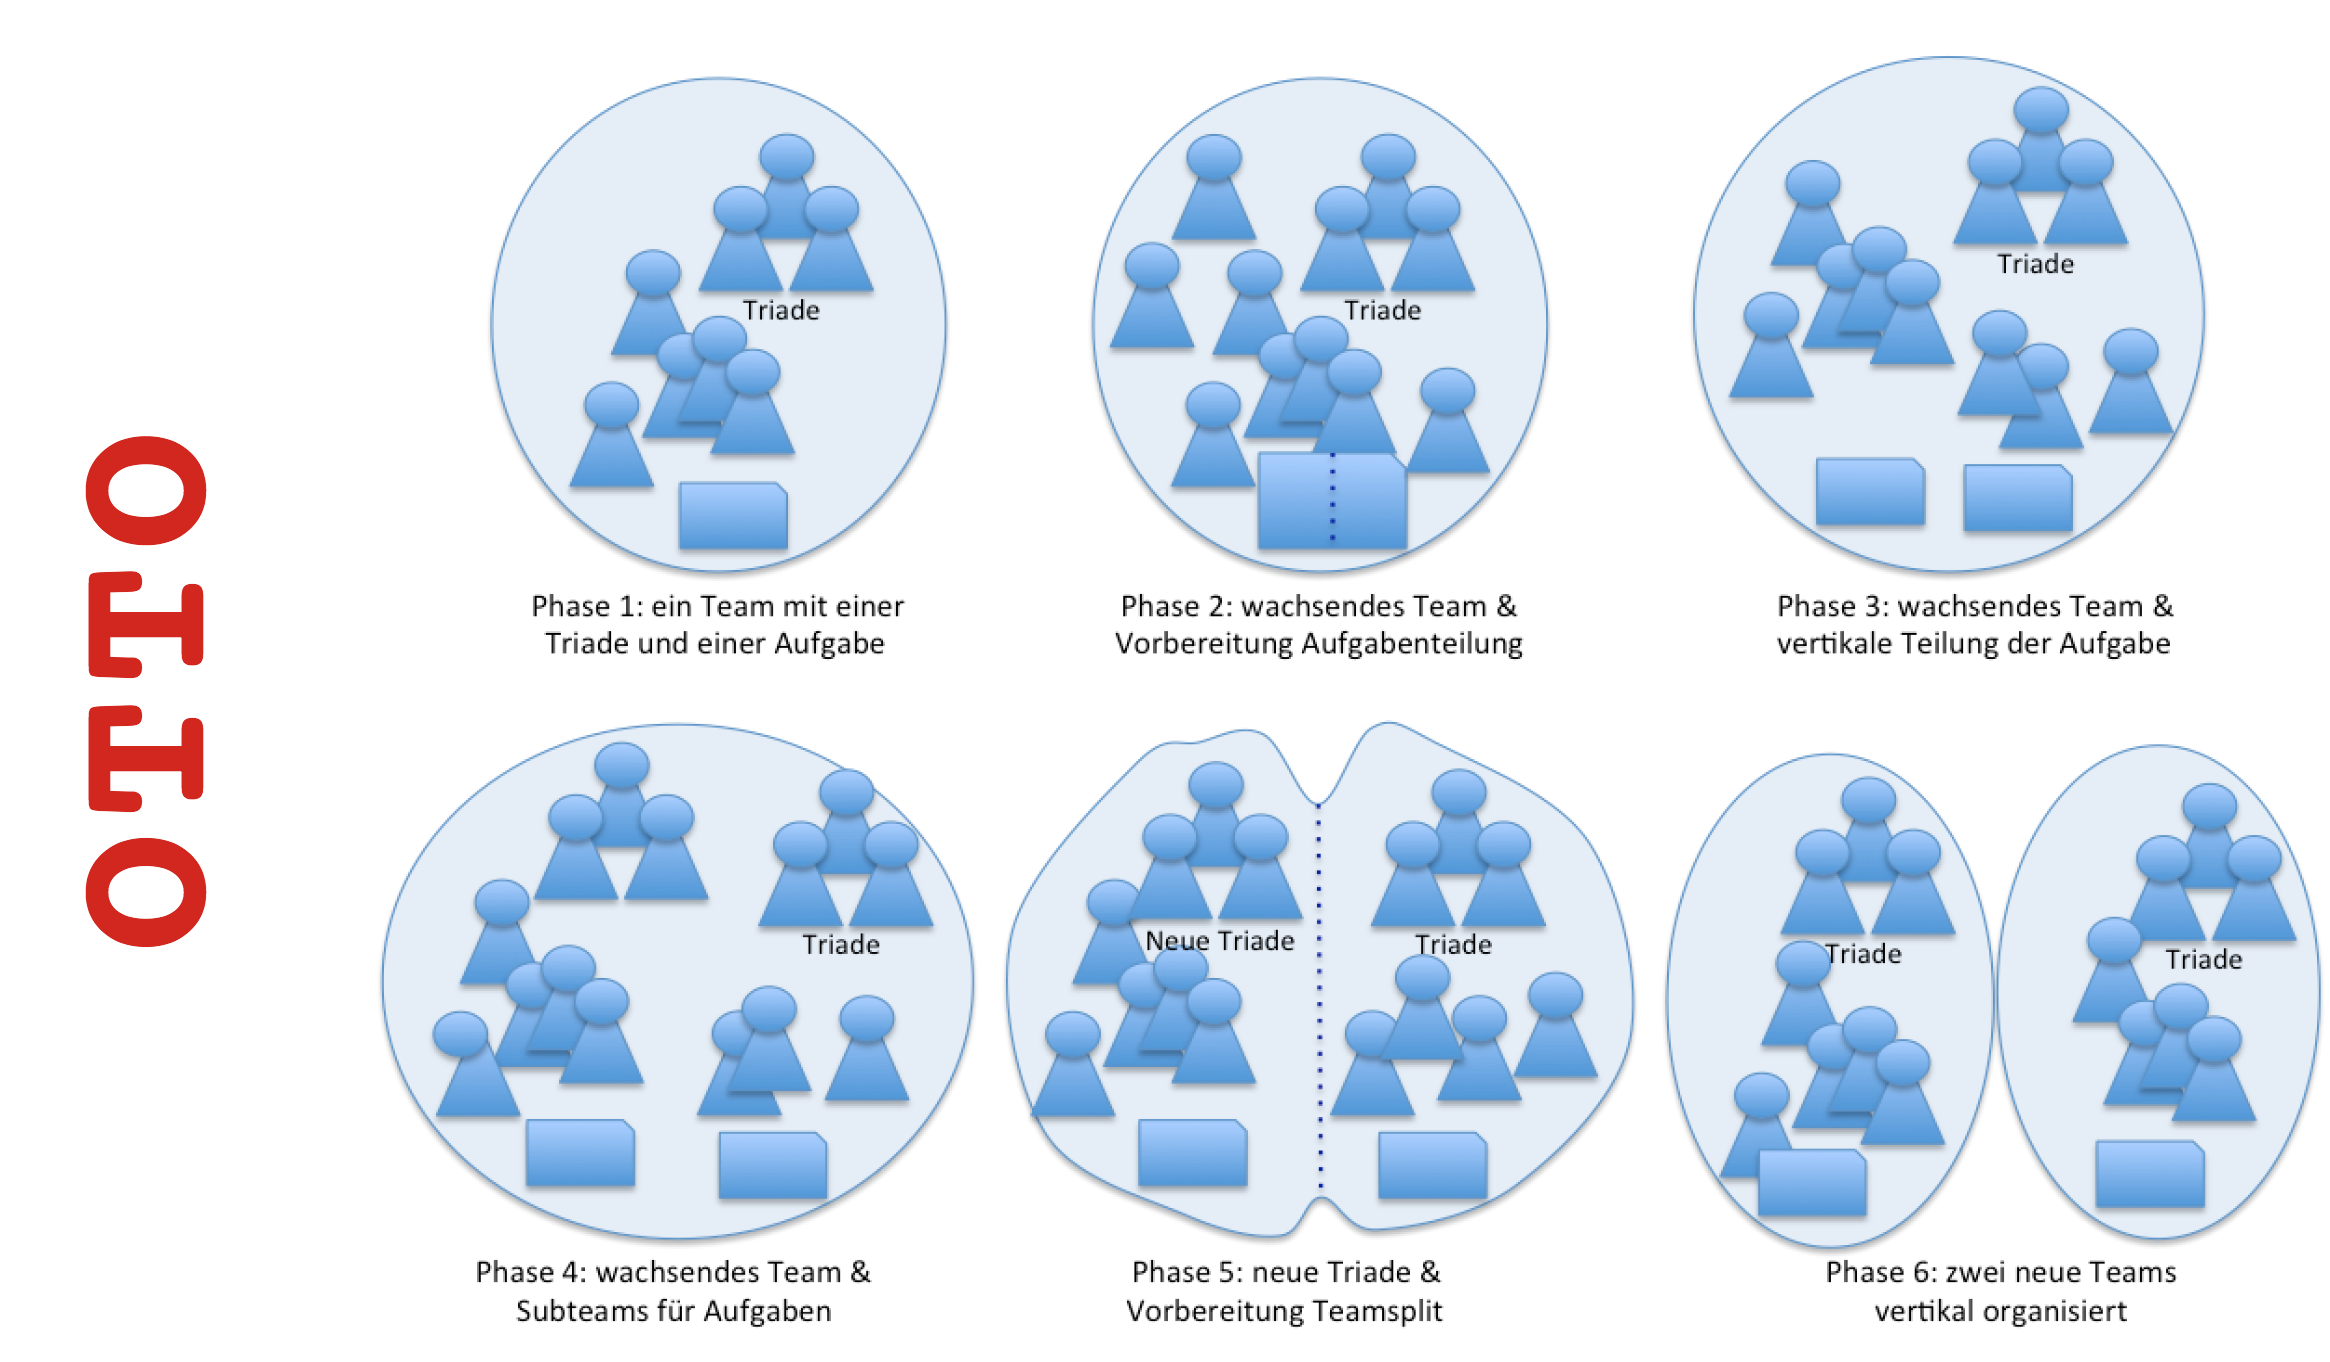 OTTO
Triade
Triade
Triade
Phase 1: ein Team mit einer
Triade und einer Aufgabe
Phase 2: wachsendes Team &
Vorbereitung Aufgabenteilung
Phase 3: wachsendes Team &
vertikale Teilung der Aufgabe
Triade
Neue Triade
Triade
Triade
Triade
Phase 4: wachsendes Team &
Subteams für Aufgaben
Phase 5: neue Triade &
Vorbereitung Teamsplit
Phase 6: zwei neue Teams
vertikal organisiert